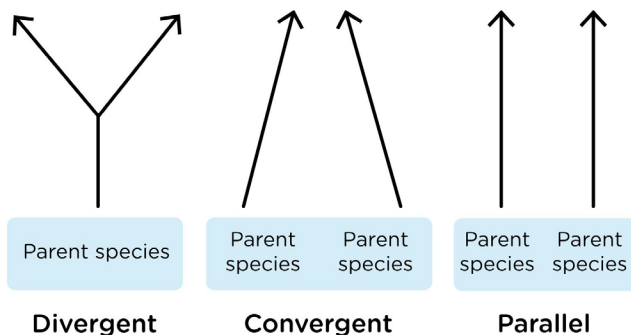 Parent species
Parent
species
Parent
species
Parent
species
Parent
species
Divergent
Convergent
Parallel